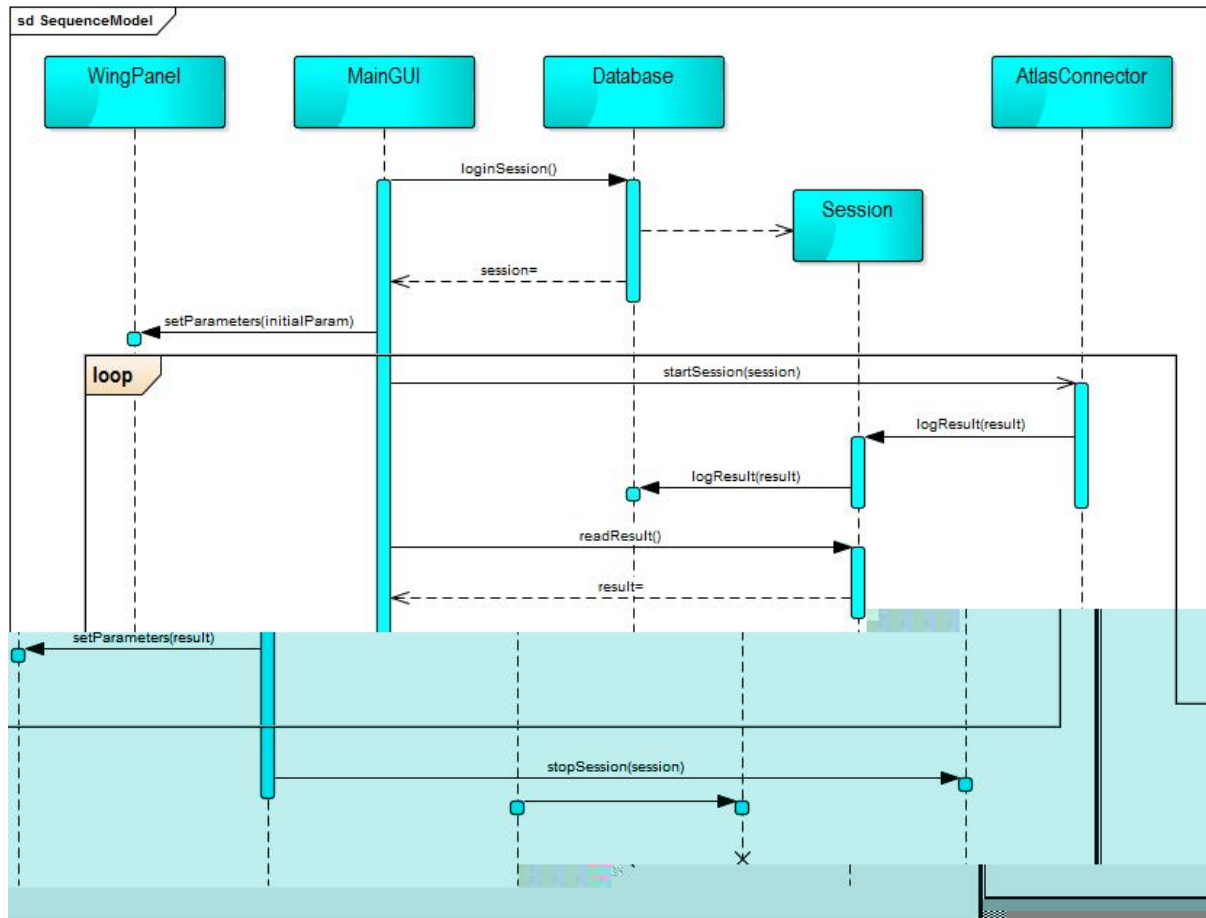 sd SequenceModel
WingPanel
MainGUI
Database
AtlasConnector
loginSession()
Session
session=
setParameters(initialParam)
loop
startSession(session)
logResult(result)
logResult(result)
readResult()
result=
setParameters(result)
stopSession(session)